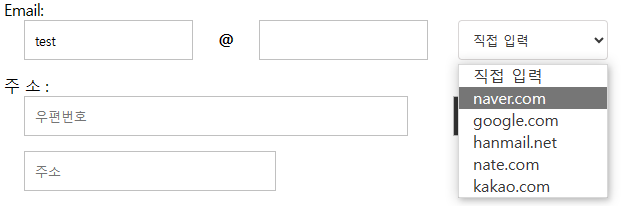 Email:
test @ 직접 입력
직접 입력
주 소 :
naver.com
우편번호
google.com
hanmail.net
주소
nate.com
kakao.com